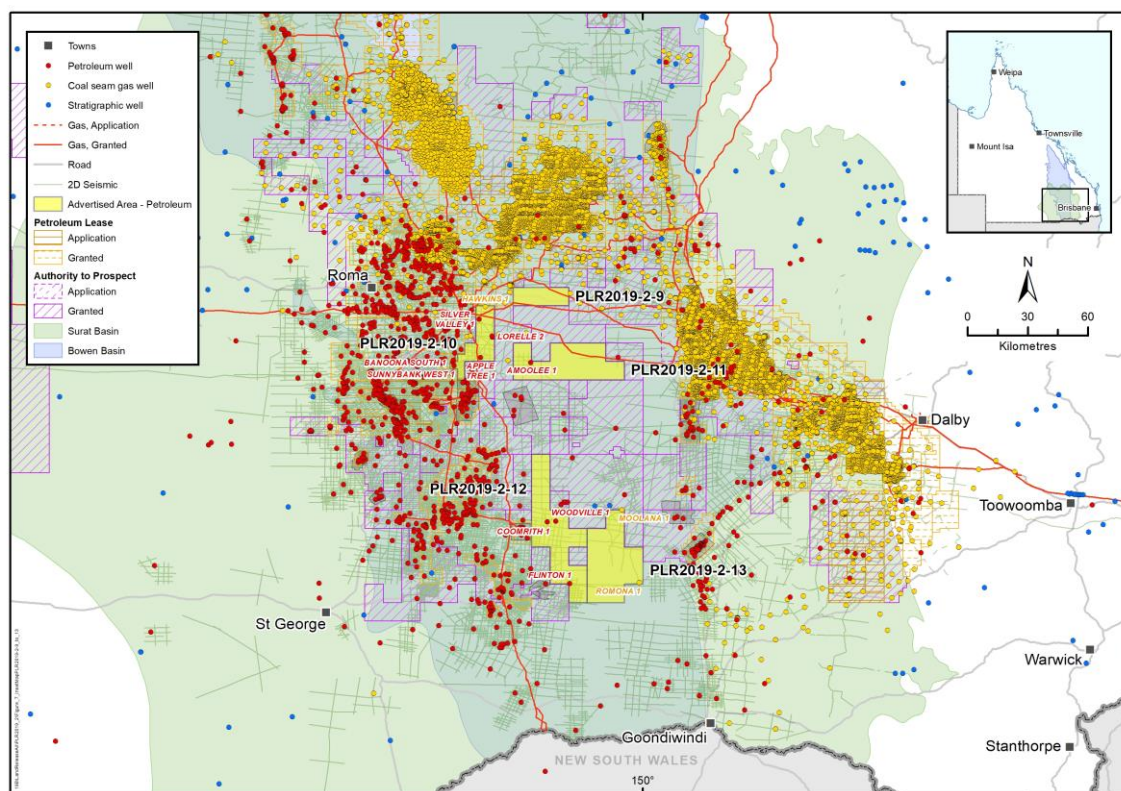 Towns
Petroleum well
Coal seam gas well
Stratigraphic well
Gas, Application
Gas, Granted
Road
2D Seismic
Advertised Area - Petroleum
Petroleum Lease
Application
Granted
Authority to Prospect
Application
Granted
Surat Basin
Bowen Basin
Weipa
Townsville
Mount Isa
Brisbane
N
0 30 60
Kilometres
Roma
HAWKINS 1
PLR2019-2-9
SILVER
VALLEY 1
LORELLE 2
PLR2019-2-10
BANOONA SOUTH 1
SUNNYBANK WEST 1
APPLE
TREE 1
AMOOLEE 1
PLR2019-2-11
Dalby
PLR2019-2-12
WOODVILLE 1
MOOLANA 1
COOMRITH 1
Toowoomba
FLINTON 1
PLR2019-2-13
ROMONA 1
St George
Warwick
Goondiwindi
Stanthorpe
NEW SOUTH WALES
150°